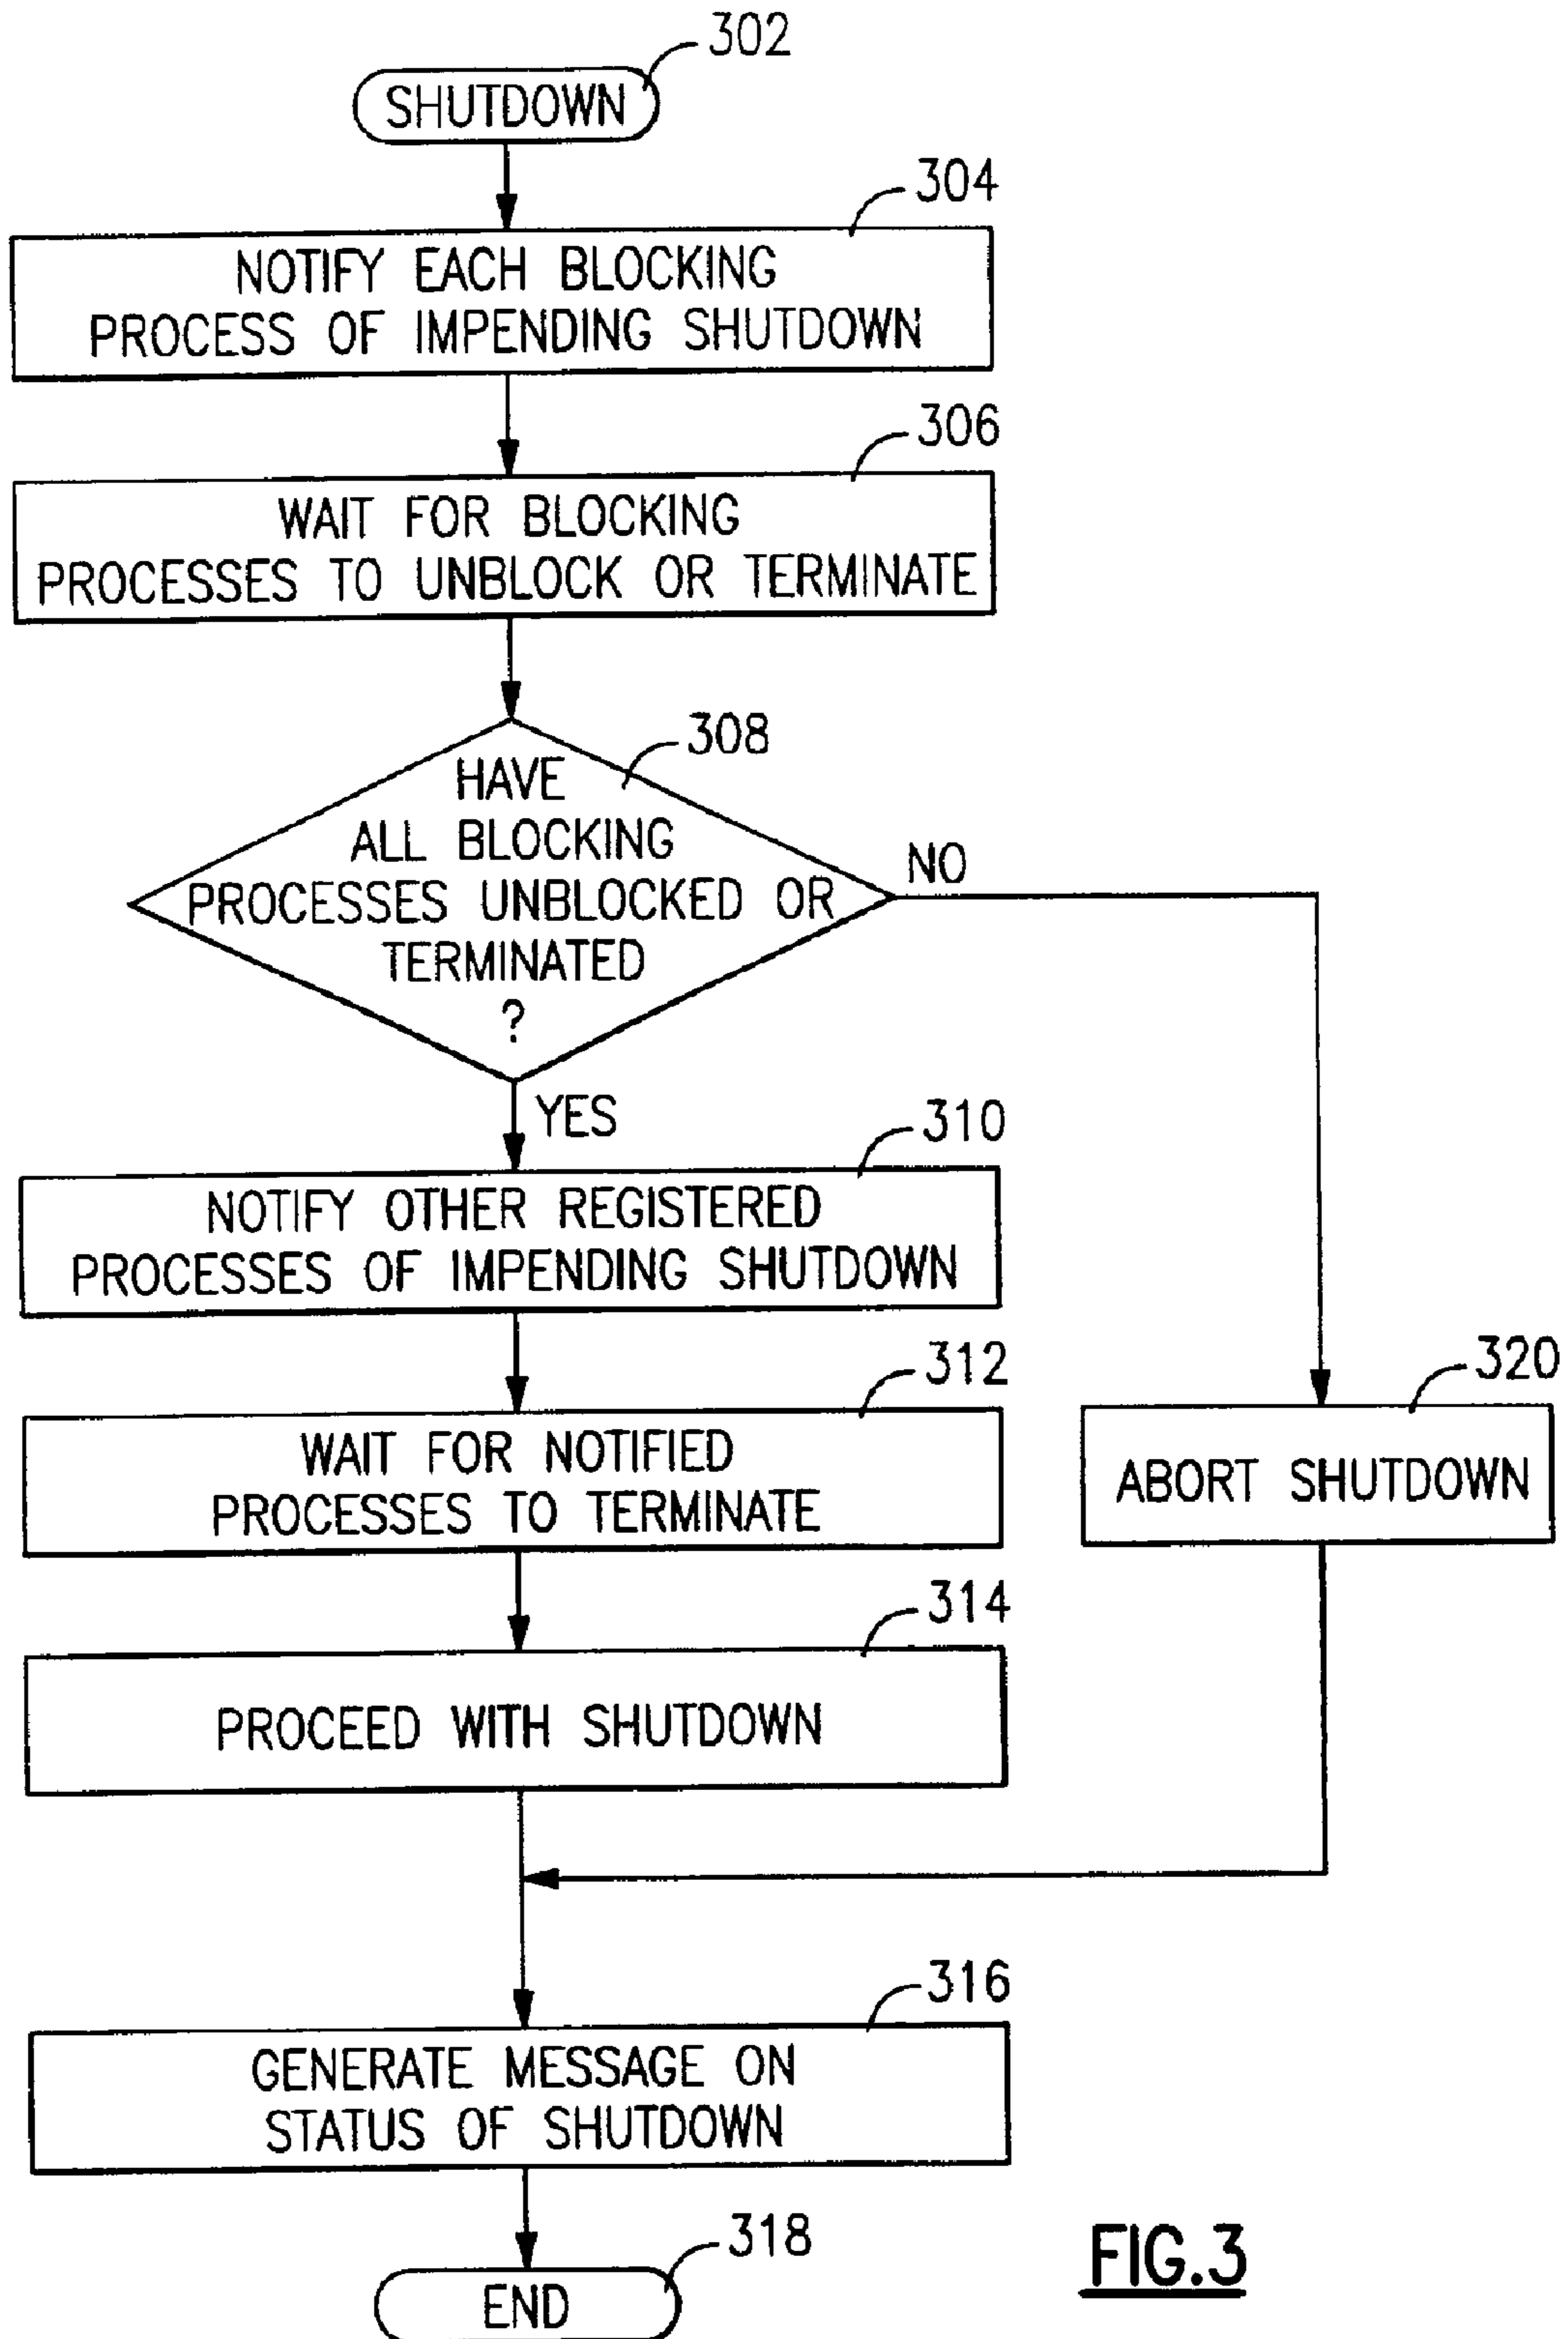 302
SHUTDOWN
304
NOTIFY EACH BLOCKING
PROCESS OF IMPENDING SHUTDOWN
306
WAIT FOR BLOCKING
PROCESSES TO UNBLOCK OR TERMINATE
308
HAVE
ALL BLOCKING
PROCESSES UNBLOCKED OR
TERMINATED
?
NO
YES
310
NOTIFY OTHER REGISTERED
PROCESSES OF IMPENDING SHUTDOWN
312
WAIT FOR NOTIFIED
PROCESSES TO TERMINATE
320
ABORT SHUTDOWN
314
PROCEED WITH SHUTDOWN
316
GENERATE MESSAGE ON
STATUS OF SHUTDOWN
318
END
FIG.3